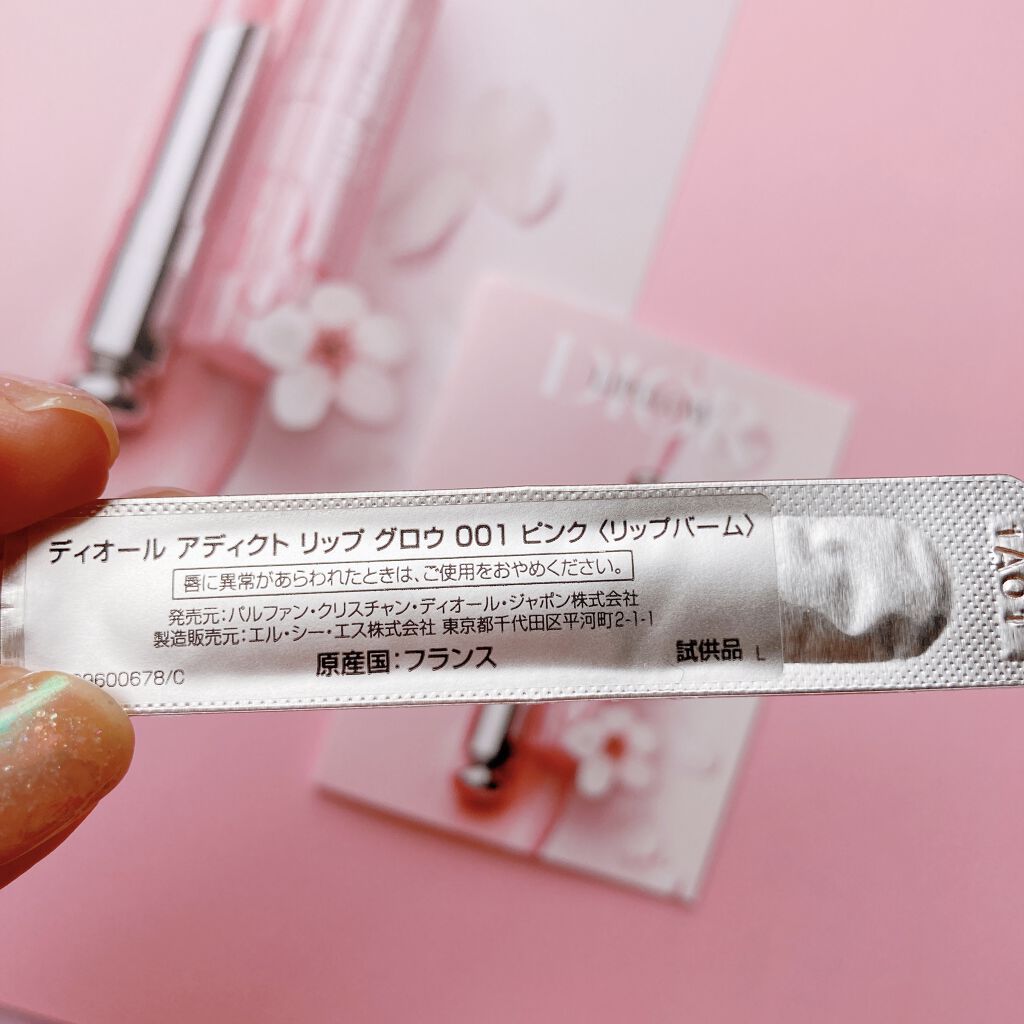 DIOR
ディオール アディクト リップ グロウ 001 ピンク 〈リップバーム〉
唇に異常があらわれたときは、ご使用をおやめください。
発売元：パルファン・クリスチャン・ディオール・ジャポン株式会社
製造販売元：エル・シー・エス株式会社 東京都千代田区平河町2-1-1
原産国：フランス
試供品 L
600678/C
1A01